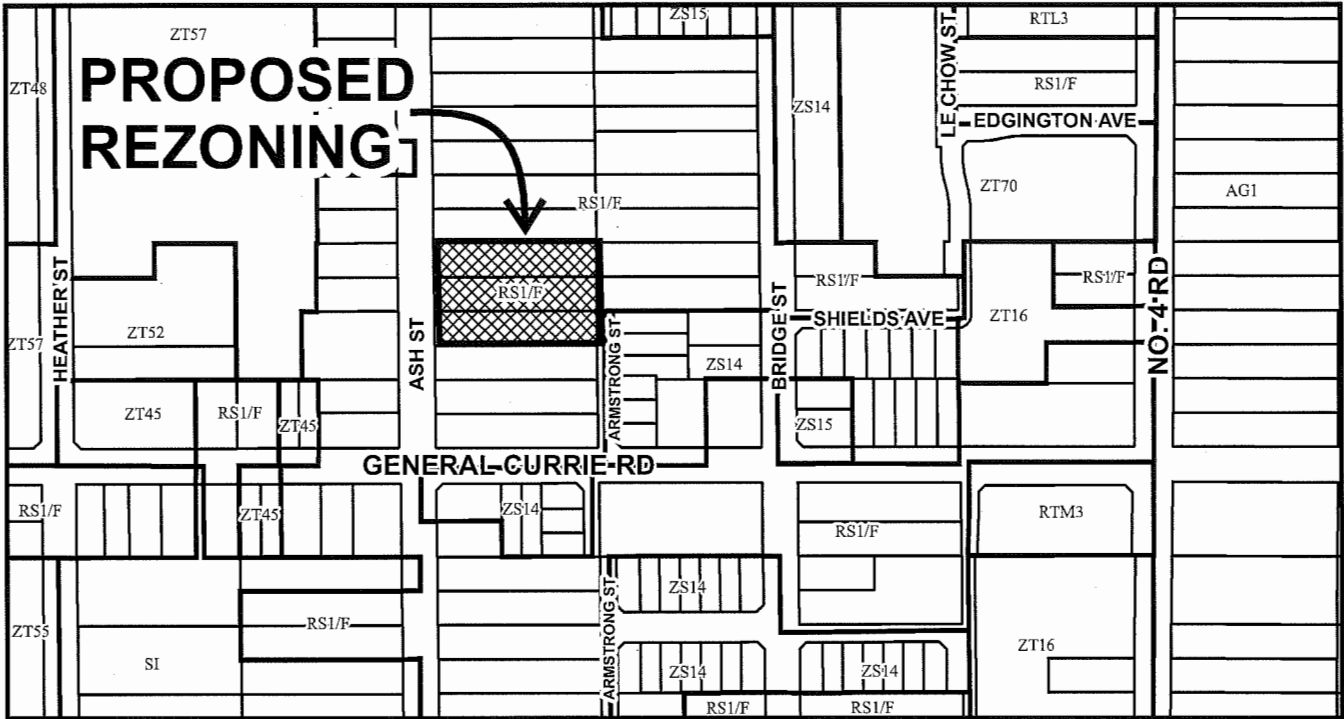 ZS15
RTL3
ZT57
PROPOSED
REZONING
ZT48
LE CHOW ST.
RS1/F
ZS14
EDGINGTON AVE
ZT70
AG1
RS1/F
HEATHER ST
RS1/F
RS1/F
RS1/F
NO. 4 RD
ZT57
ZT52
ASH ST
ARMSTRONG ST
ZS14
BRIDGE ST
SHIELDS AVE
ZT16
ZT45
RS1/F
ZT45
ZS15
GENERAL CURRIE RD
RS1/F
ZT45
ZS14
RS1/F
RTM3
ARMSTRONG ST
ZS14
ZT55
RS1/F
SI
ZS14
ZS14
ZT16
RS1/F
RS1/F